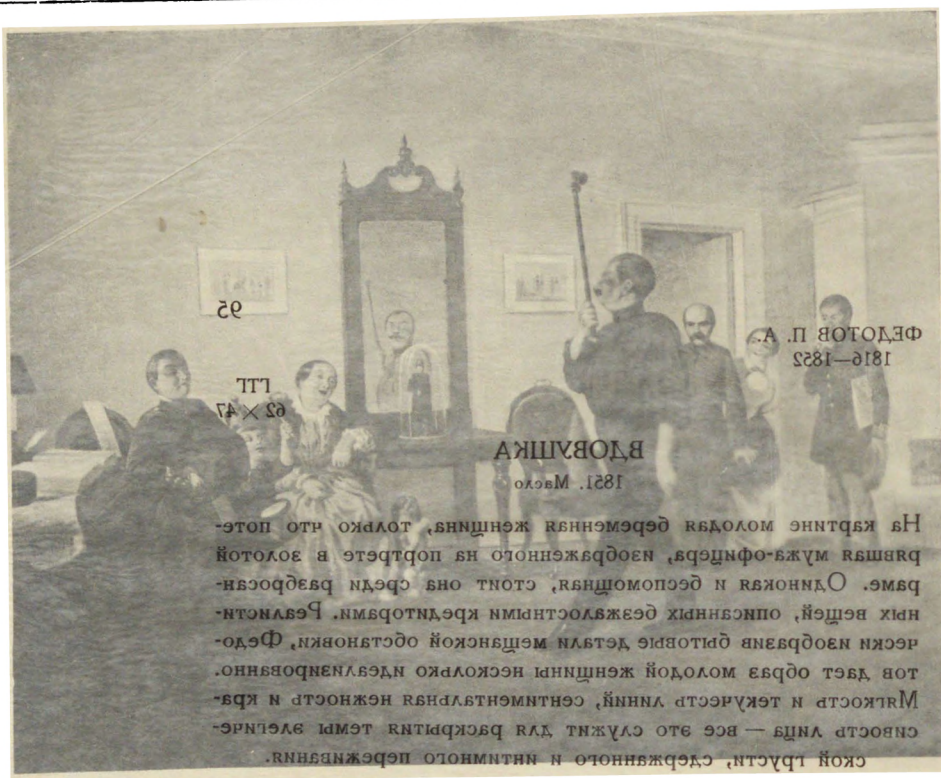 ФЕДОТОВ П. А.
1816—1852
95
ГТГ
62 × 47
ВДОВУШКА
1851. Масло
На картине молодая беременная женщина, только что поте-
рявшая мужа-офицера, изображенного на портрете в золотой
раме. Одинокая и беспомощная, стоит она среди разбросан-
ных вещей, описанных безжалостными кредиторами. Реалисти-
чески изобразив бытовые детали мещанской обстановки, Федо-
тов дает образ молодой женщины несколько идеализированно.
Мягкость и текучесть линий, сентиментальная нежность и кра-
сивость лица — все это служит для раскрытия темы элегиче-
ской грусти, сдержанного и интимного переживания.